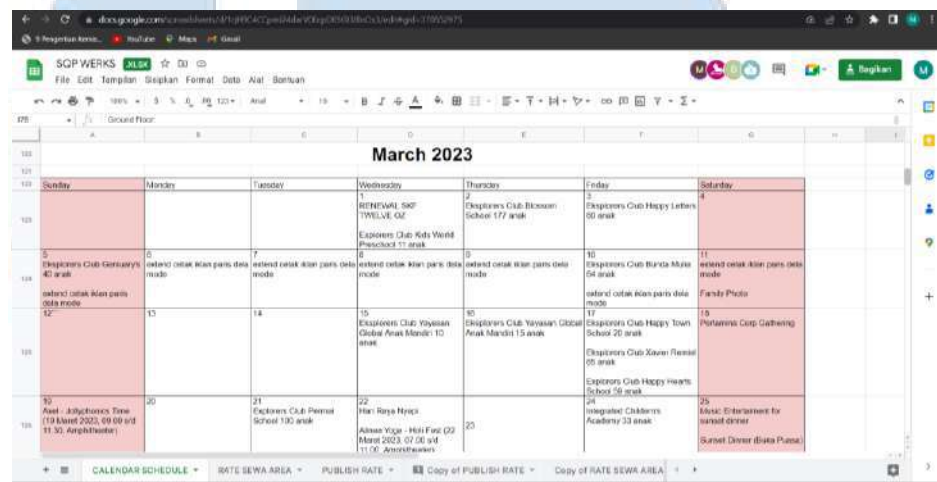 docs.google.com
YouTube Maps Gmail
SQP WERKS XLSX
File Edit Tampilan Sisipkan Format Data Alat Bantuan
Bagikan
100% 123 Arial
Ground Floor
A B C D E F G H
March 2023
Sunday Monday Tuesday Wednesday Thursday Friday Saturday
1 2 3 4
RENEWAL SKP TWELVE OZ
Explorers Club Kids World Preschool 11 anak
Eksplorers Club Blossom School 177 anak
Eksplorers Club Happy Letters 60 anak
5 6 7 8 9 10 11
40 anak
extend cetak iklan paris dela mode
extend cetak iklan paris dela mode
extend cetak iklan paris dela mode
extend cetak iklan paris dela mode
extend cetak iklan paris dela mode
Eksplorers Club Bunda Mulia 64 anak
extend cetak iklan paris dela mode
extend cetak iklan paris dela mode
Family Photo
12 13 14 15 16 17 18
Eksplorers Club Yayasan Global Anak Mandiri 10 anak
Eksplorers Club Yayasan Global Anak Mandiri 15 anak
Eksplorers Club Happy Town School 20 anak
Eksplorers Club Xavier 65 anak
Explorers Club Happy Hearts School 59 anak
Pertamina Corp Gathering
19 20 21 22 23 24 25
Axel - Jollyphonics Time (19 Maret 2023, 09.00 s/d 11.30, Amphitheater)
Explorers Club Permai School 100 anak
Hari Raya Nyepi
Yoga - Holi Fest (22 Maret 2023, 07.00 s/d 11.00, Amphitheater)
Integrated Children's Academy 33 anak
Music Entertainment for sunset dinner
Sunset Dinner
CALENDAR SCHEDULE RATE SEWA AREA PUBLISH RATE Copy of PUBLISH RATE Copy of RATE SEWA AREA